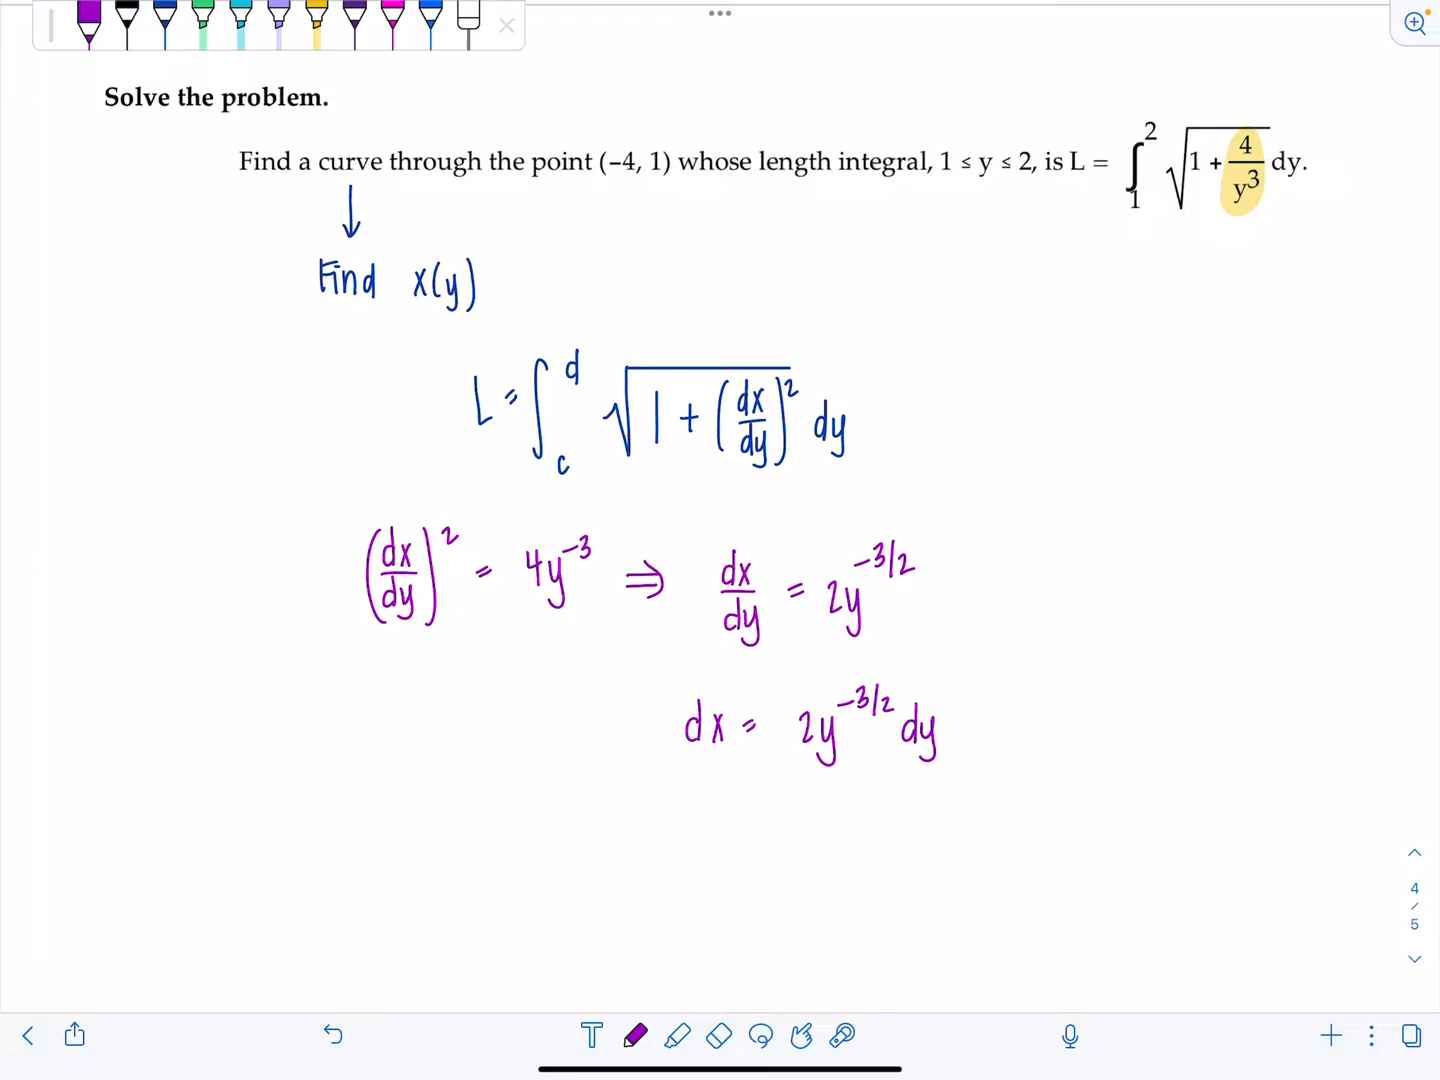 Solve the problem.
Find a curve through the point (−4, 1) whose length integral, 1 ≤ y ≤ 2, is L = ∫₁² √(1 + 4/y³) dy.
Find x(y)
L = ∫_c^d √(1 + (dx/dy)²) dy
(dx/dy)² = 4y^(−3) ⇒ dx/dy = 2y^(−3/2)
dx = 2y^(−3/2) dy
4
/
5
T